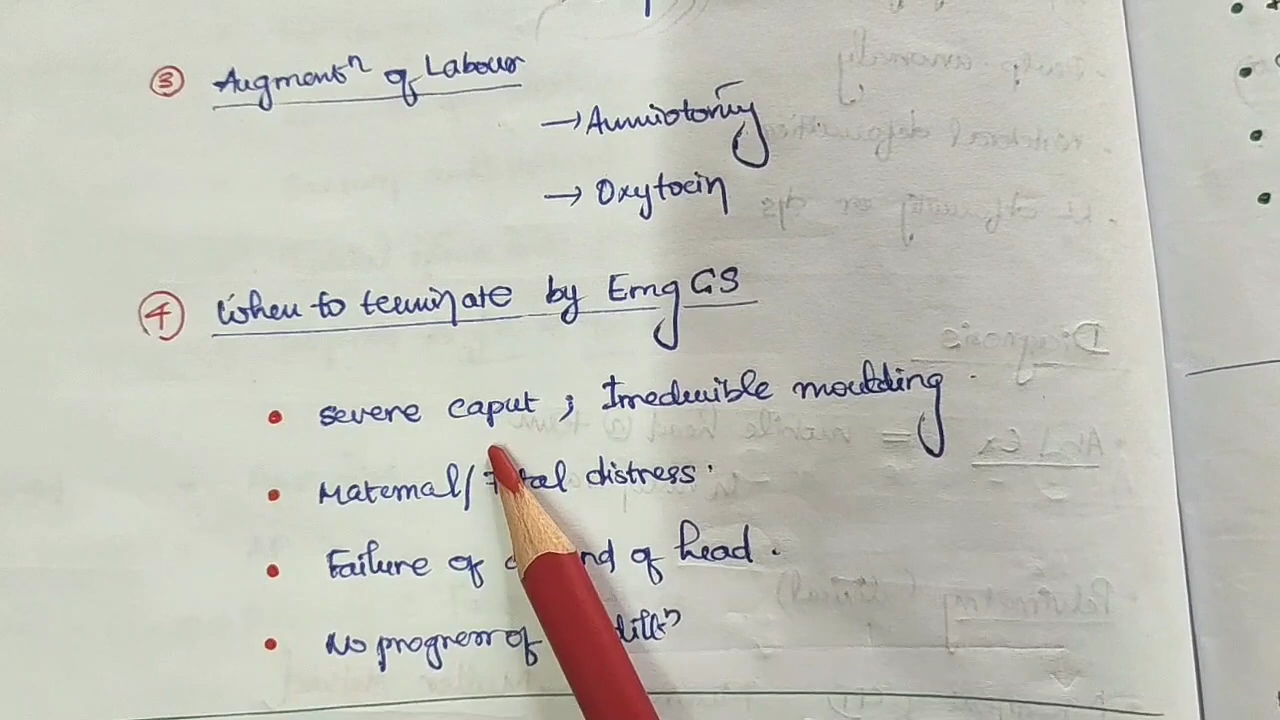 ③ Augmentⁿ of Labour
→ Amniotomy
→ Oxytocin
④ When to terminate by Emg CS
• severe caput ; Irreducible moulding
• Maternal/ distress
• Failure of of head .
• No progress of